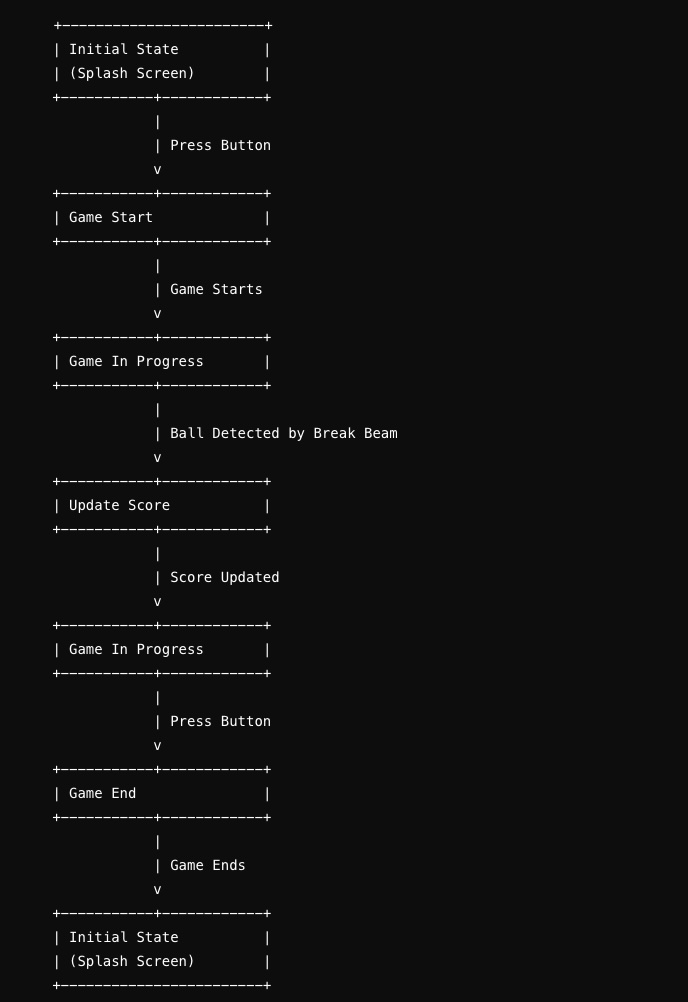 +————————————————————————+
| Initial State          |
| (Splash Screen)        |
+———————————+————————————+
            |
            | Press Button
            v
+———————————+————————————+
| Game Start             |
+———————————+————————————+
            |
            | Game Starts
            v
+———————————+————————————+
| Game In Progress       |
+———————————+————————————+
            |
            | Ball Detected by Break Beam
            v
+———————————+————————————+
| Update Score           |
+———————————+————————————+
            |
            | Score Updated
            v
+———————————+————————————+
| Game In Progress       |
+———————————+————————————+
            |
            | Press Button
            v
+———————————+————————————+
| Game End               |
+———————————+————————————+
            |
            | Game Ends
            v
+———————————+————————————+
| Initial State          |
| (Splash Screen)        |
+————————————————————————+